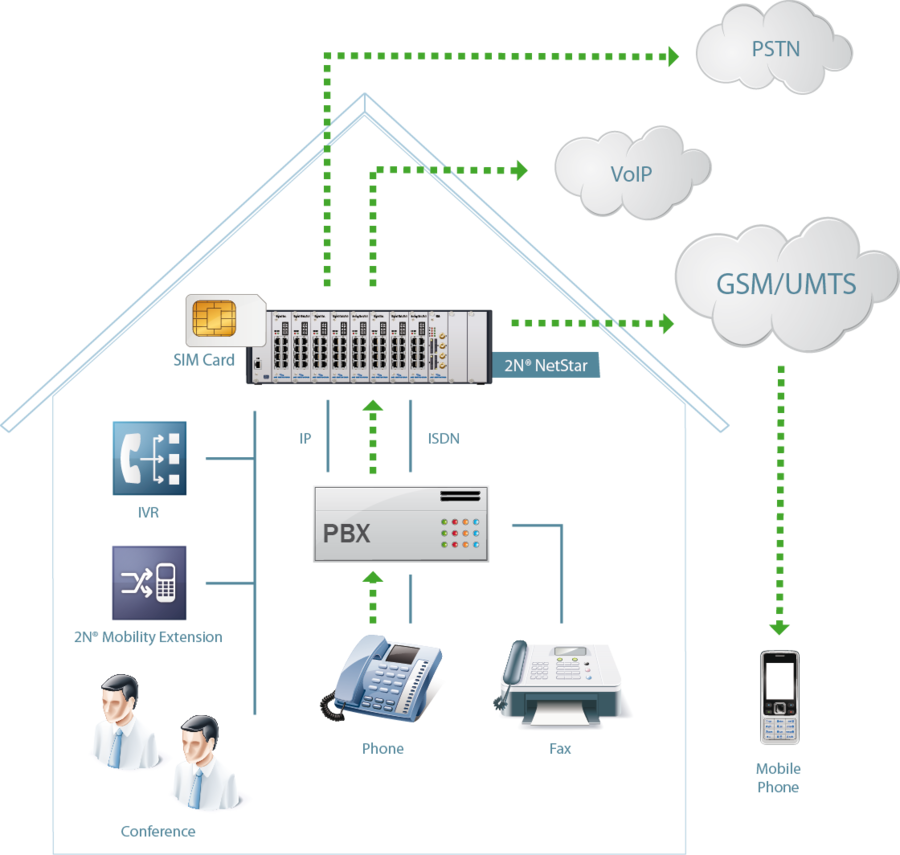 PSTN
VoIP
GSM/UMTS
SIM Card
2N® NetStar
IP
ISDN
IVR
PBX
2N® Mobility Extension
Phone
Fax
Mobile
Phone
Conference